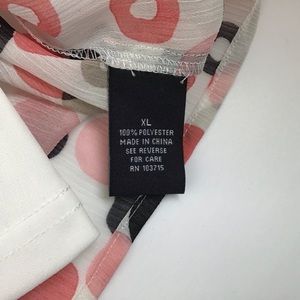 XL
100% POLYESTER
MADE IN CHINA
SEE REVERSE
FOR CARE
RN 103715